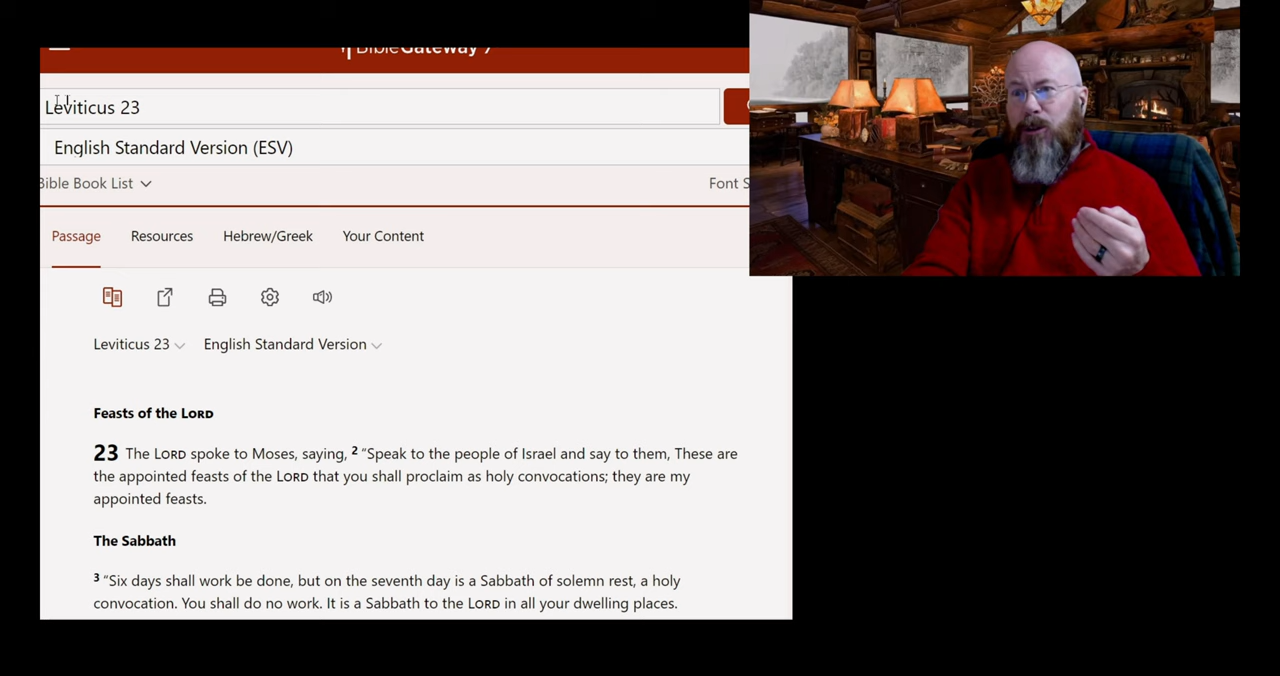 BibleGateway
Leviticus 23
English Standard Version (ESV)
Bible Book List
Font S
Passage Resources Hebrew/Greek Your Content
Leviticus 23 English Standard Version
Feasts of the LORD
23 The LORD spoke to Moses, saying, 2 “Speak to the people of Israel and say to them, These are
the appointed feasts of the LORD that you shall proclaim as holy convocations; they are my
appointed feasts.
The Sabbath
3 “Six days shall work be done, but on the seventh day is a Sabbath of solemn rest, a holy
convocation. You shall do no work. It is a Sabbath to the LORD in all your dwelling places.